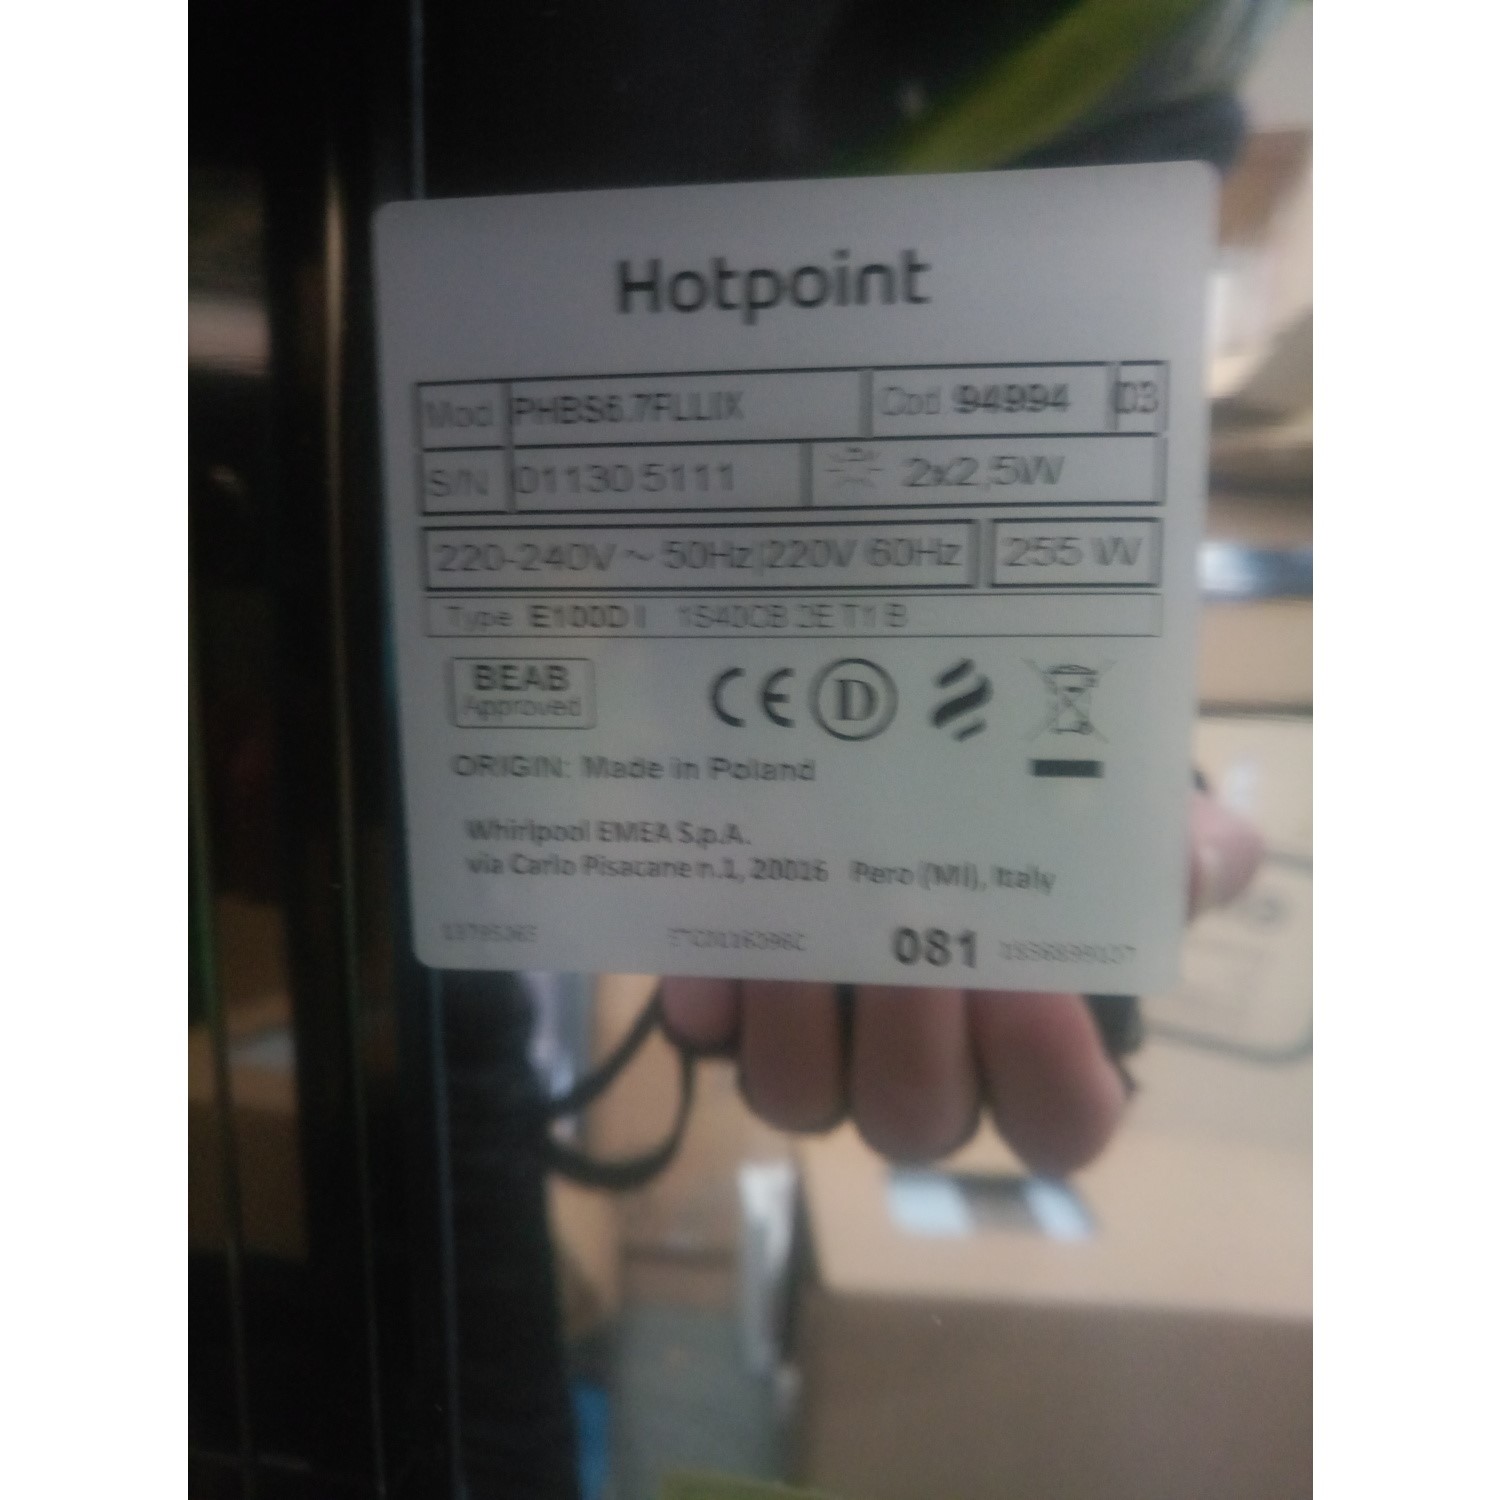 Hotpoint
Mod PHBS6.7FLLIX Cod 94994 03
S/N 011305111 2x2,5W
220-240V ~ 50Hz|220V 60Hz 255 W
Type E100D I
BEAB
Approved
CE D
ORIGIN: Made in Poland
Whirlpool EMEA S.p.A.
via Carlo Pisacane n.1, 20016 Pero (MI), Italy
081